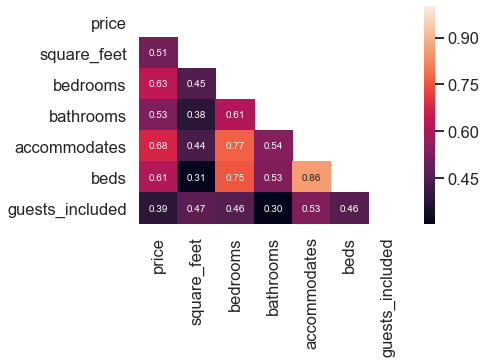 price
square_feet 0.51
bedrooms 0.63 0.45
bathrooms 0.53 0.38 0.61
accommodates 0.68 0.44 0.77 0.54
beds 0.61 0.31 0.75 0.53 0.86
guests_included 0.39 0.47 0.46 0.30 0.53 0.46
price
square_feet
bedrooms
bathrooms
accommodates
beds
guests_included
0.90
0.75
0.60
0.45